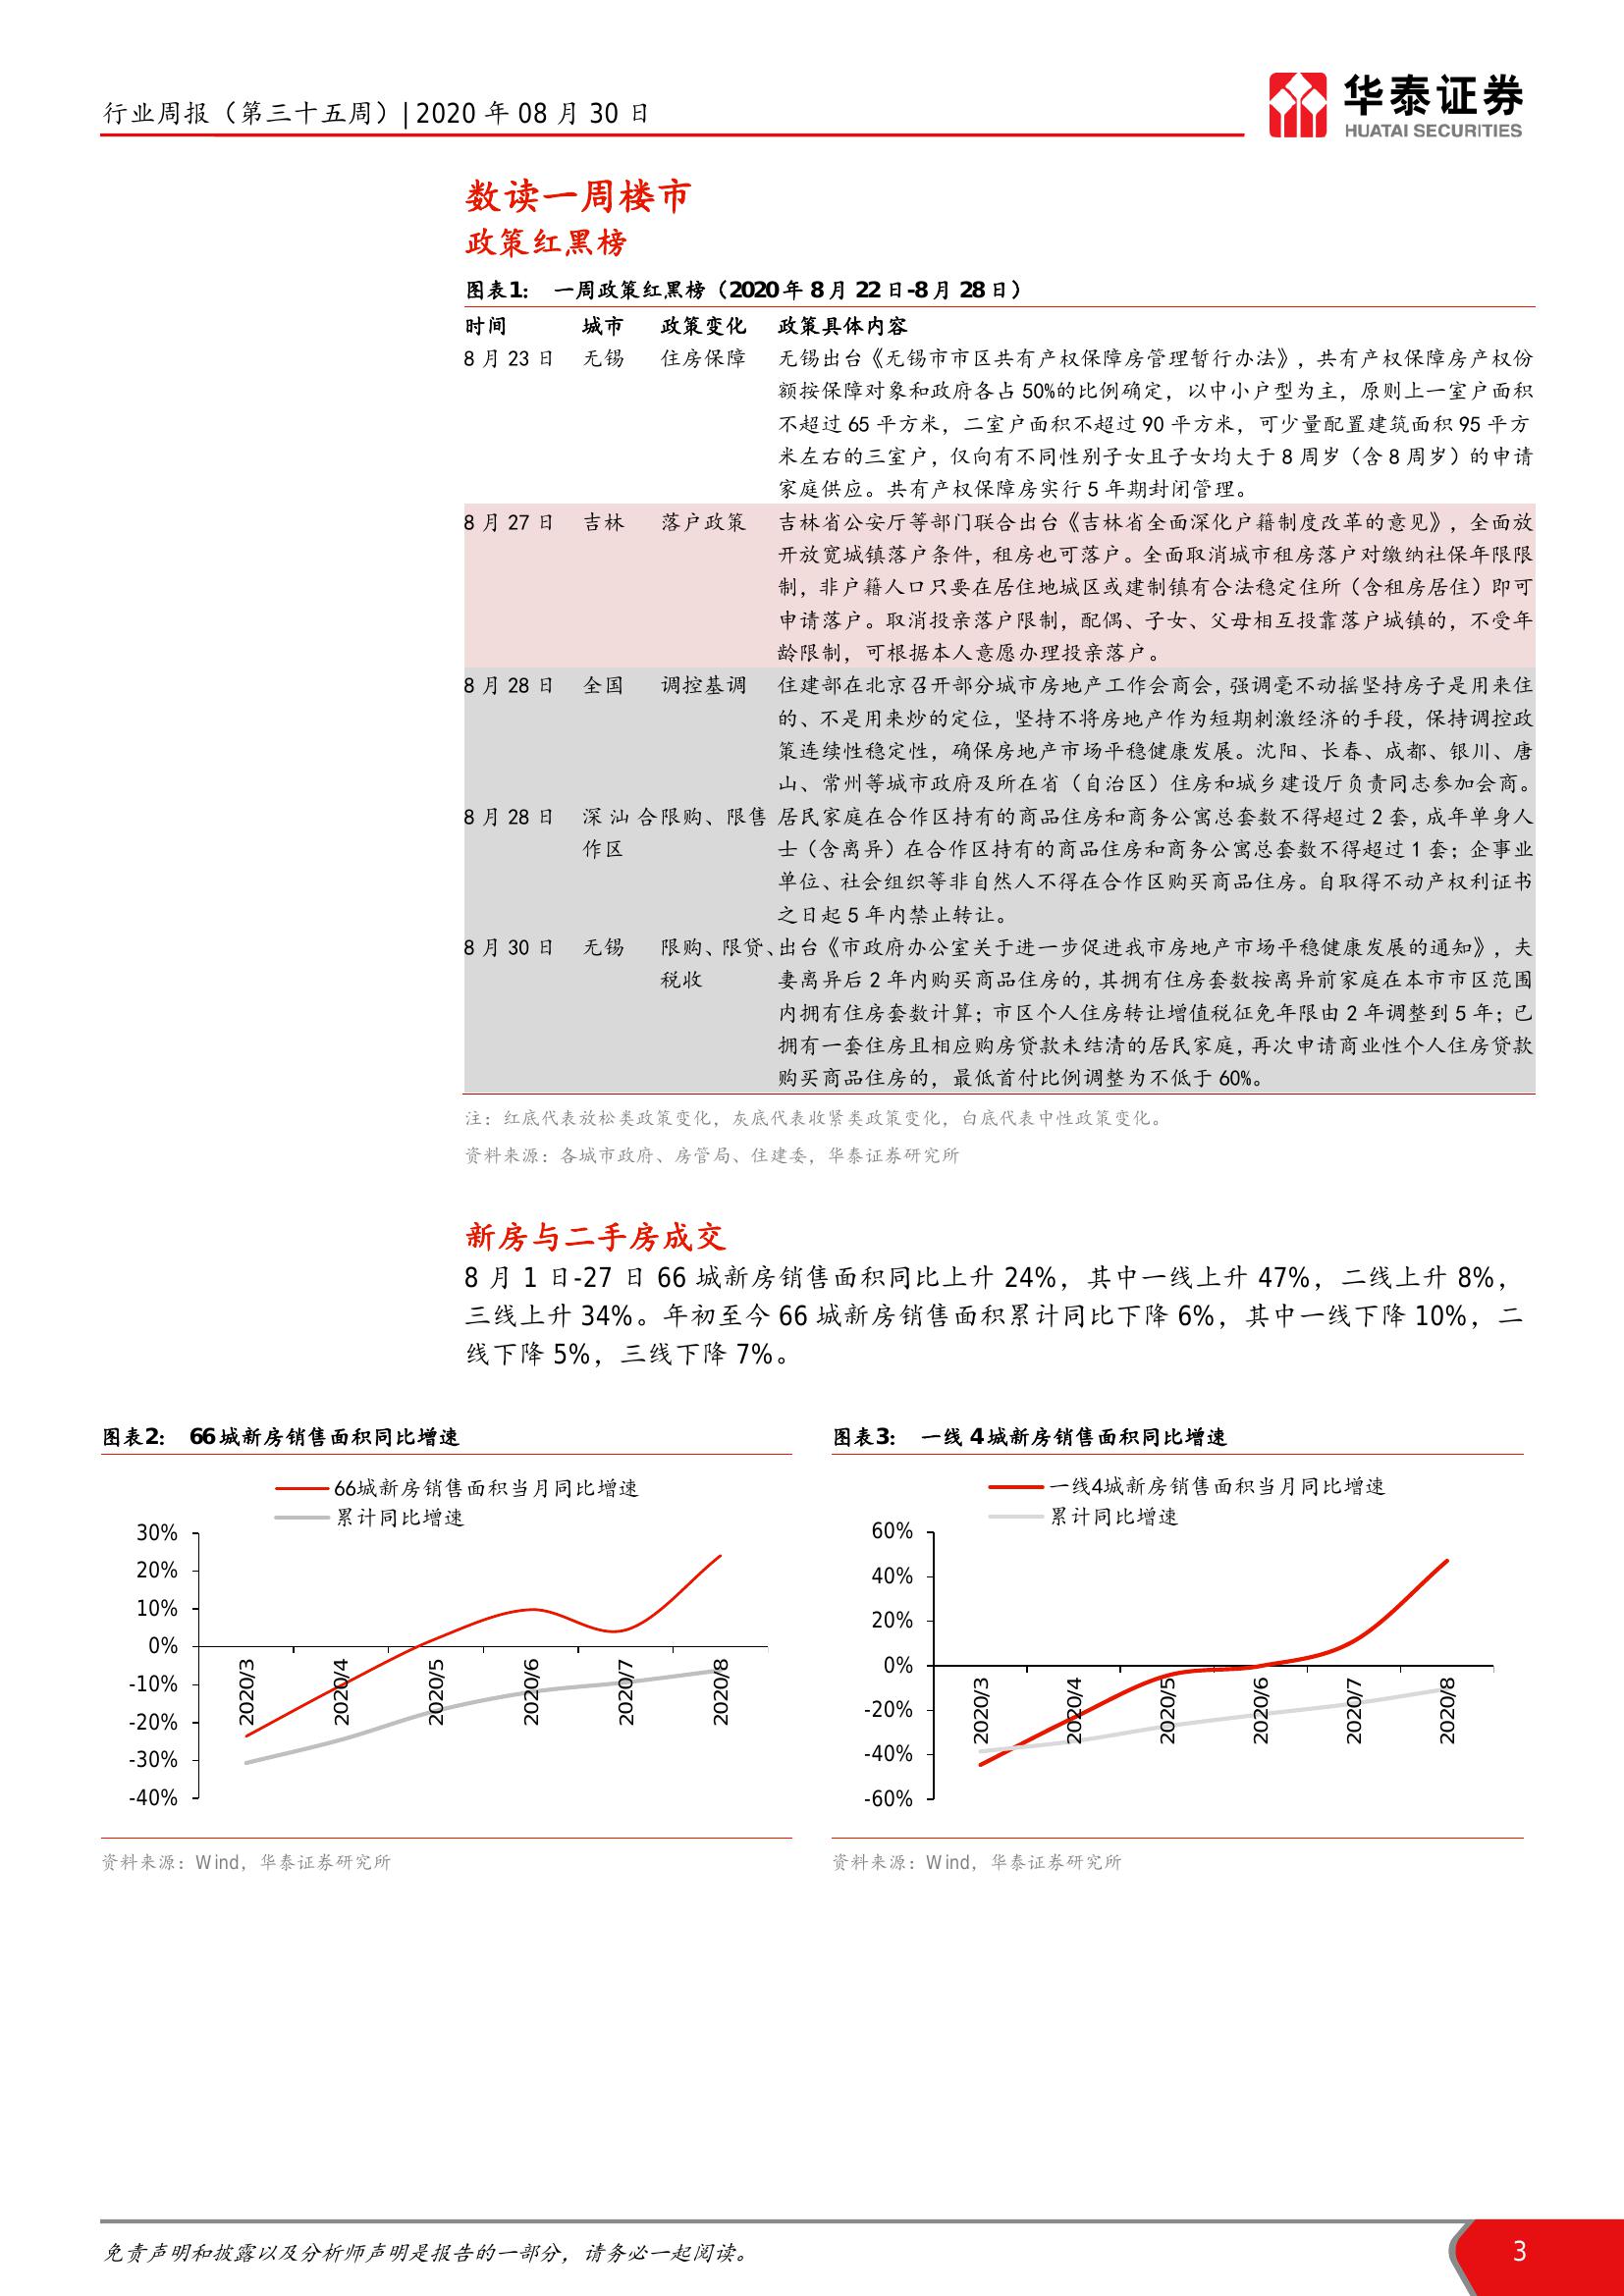 行业周报（第三十五周）| 2020 年 08 月 30 日
华泰证券
HUATAI SECURITIES
数读一周楼市
政策红黑榜
图表1： 一周政策红黑榜（2020 年 8 月 22 日-8 月 28 日）
时间 城市 政策变化 政策具体内容
8 月 23 日 无锡 住房保障 无锡出台《无锡市市区共有产权保障房管理暂行办法》，共有产权保障房产权份
额按保障对象和政府各占 50%的比例确定，以中小户型为主，原则上一室户面积
不超过 65 平方米，二室户面积不超过 90 平方米，可少量配置建筑面积 95 平方
米左右的三室户，仅向有不同性别子女且子女均大于 8 周岁（含 8 周岁）的申请
家庭供应。共有产权保障房实行 5 年期封闭管理。
8 月 27 日 吉林 落户政策 吉林省公安厅等部门联合出台《吉林省全面深化户籍制度改革的意见》，全面放
开放宽城镇落户条件，租房也可落户。全面取消城市租房落户对缴纳社保年限限
制，非户籍人口只要在居住地城区或建制镇有合法稳定住所（含租房居住）即可
申请落户。取消投亲落户限制，配偶、子女、父母相互投靠落户城镇的，不受年
龄限制，可根据本人意愿办理投亲落户。
8 月 28 日 全国 调控基调 住建部在北京召开部分城市房地产工作会商会，强调毫不动摇坚持房子是用来住
的、不是用来炒的定位，坚持不将房地产作为短期刺激经济的手段，保持调控政
策连续性稳定性，确保房地产市场平稳健康发展。沈阳、长春、成都、银川、唐
山、常州等城市政府及所在省（自治区）住房和城乡建设厅负责同志参加会商。
8 月 28 日 深汕合 限购、限售 居民家庭在合作区持有的商品住房和商务公寓总套数不得超过 2 套，成年单身人
作区 士（含离异）在合作区持有的商品住房和商务公寓总套数不得超过 1 套；企事业
单位、社会组织等非自然人不得在合作区购买商品住房。自取得不动产权利证书
之日起 5 年内禁止转让。
8 月 30 日 无锡 限购、限贷、 出台《市政府办公室关于进一步促进我市房地产市场平稳健康发展的通知》，夫
税收 妻离异后 2 年内购买商品住房的，其拥有住房套数按离异前家庭在本市市区范围
内拥有住房套数计算；市区个人住房转让增值税征免年限由 2 年调整到 5 年；已
拥有一套住房且相应购房贷款未结清的居民家庭，再次申请商业性个人住房贷款
购买商品住房的，最低首付比例调整为不低于 60%。
注：红底代表放松类政策变化，灰底代表收紧类政策变化，白底代表中性政策变化。
资料来源：各城市政府、房管局、住建委，华泰证券研究所
新房与二手房成交
8 月 1 日-27 日 66 城新房销售面积同比上升 24%，其中一线上升 47%，二线上升 8%，
三线上升 34%。年初至今 66 城新房销售面积累计同比下降 6%，其中一线下降 10%，二
线下降 5%，三线下降 7%。
图表2： 66 城新房销售面积同比增速
66城新房销售面积当月同比增速
累计同比增速
30%
20%
10%
0%
-10%
-20%
-30%
-40%
2020/3
2020/4
2020/5
2020/6
2020/7
2020/8
资料来源：Wind，华泰证券研究所
图表3： 一线 4 城新房销售面积同比增速
一线4城新房销售面积当月同比增速
累计同比增速
60%
40%
20%
0%
-20%
-40%
-60%
2020/3
2020/4
2020/5
2020/6
2020/7
2020/8
资料来源：Wind，华泰证券研究所
免责声明和披露以及分析师声明是报告的一部分，请务必一起阅读。
3